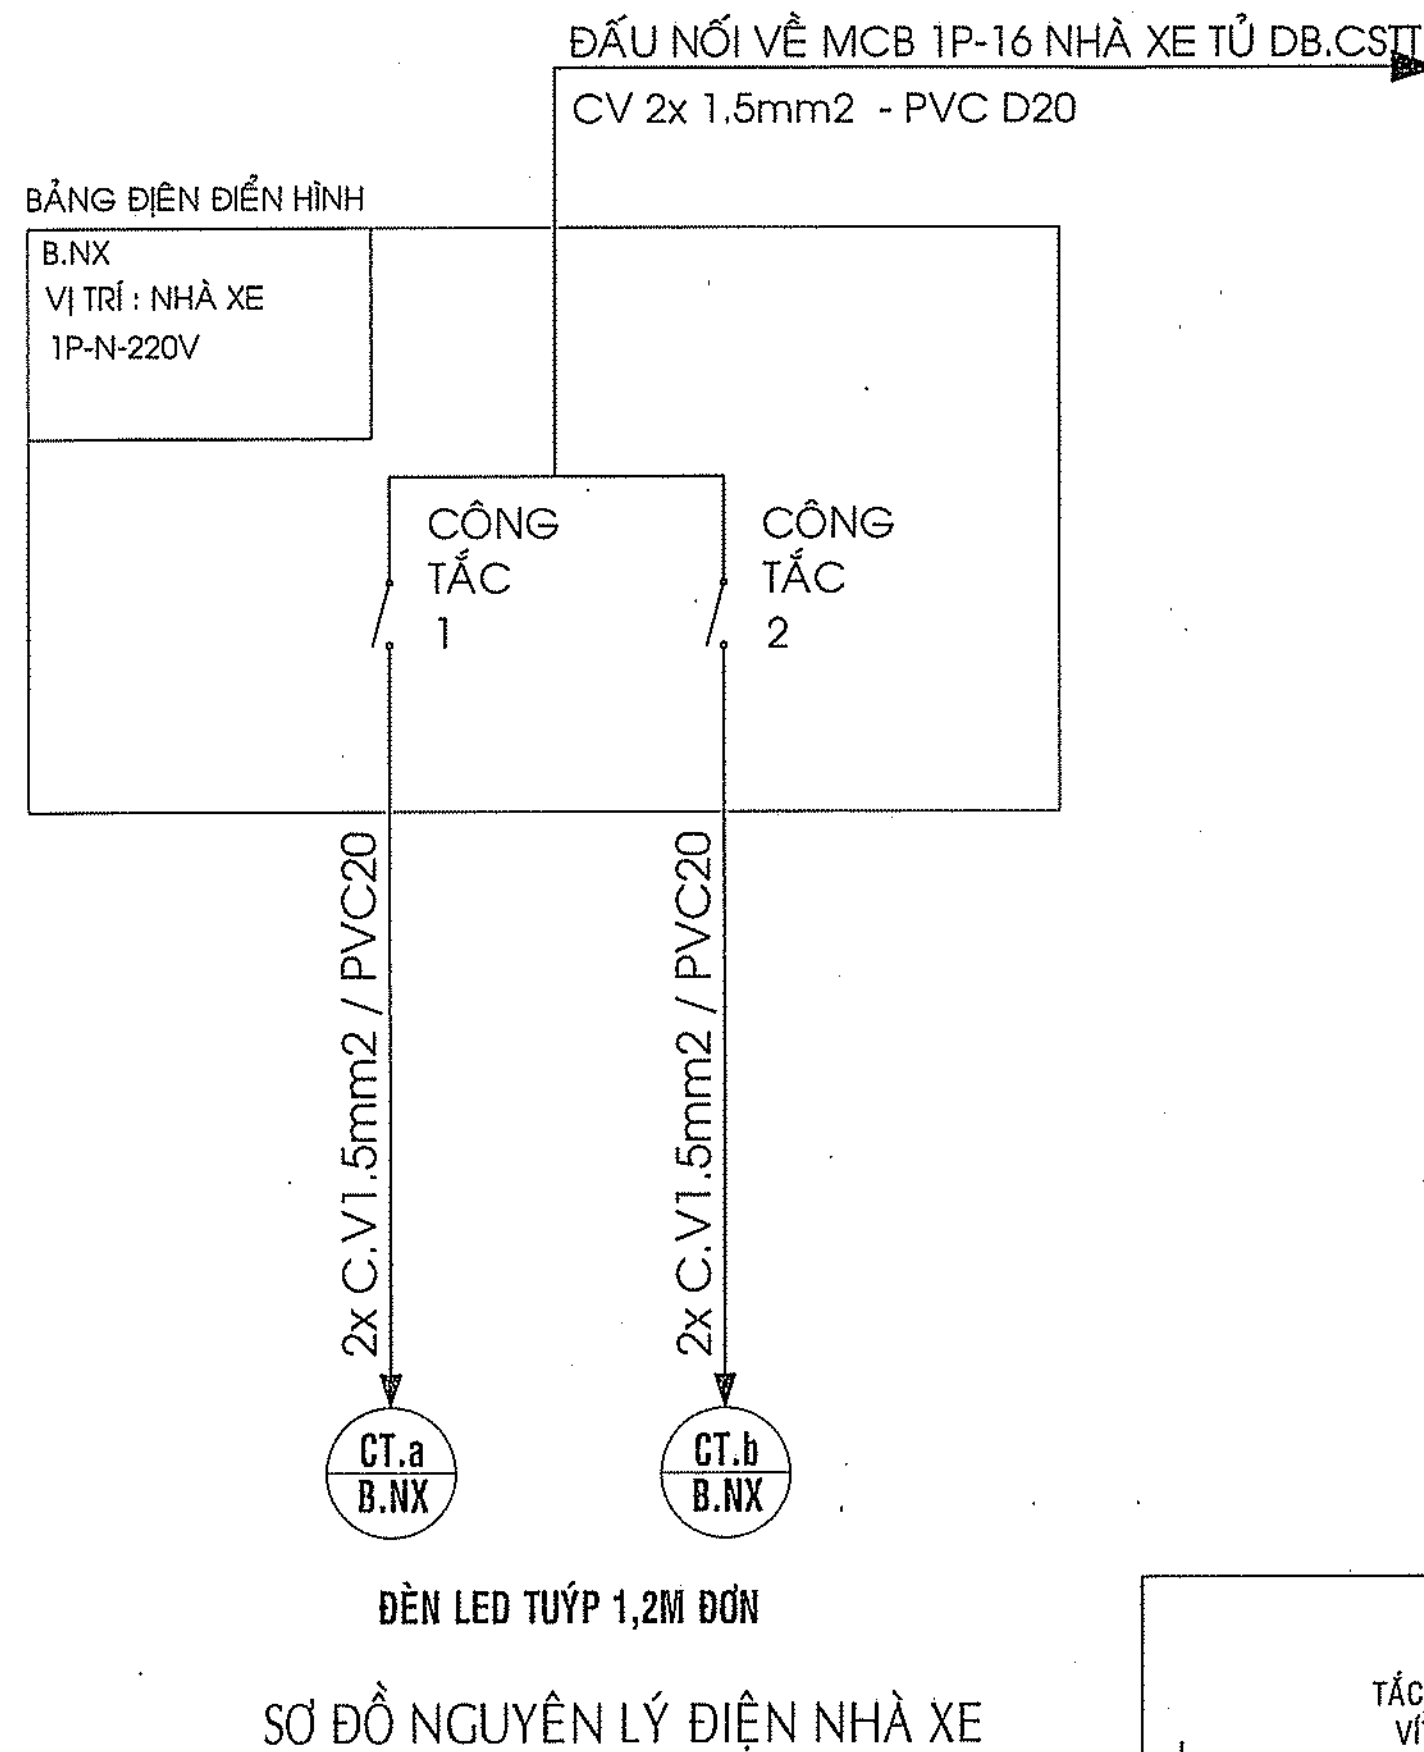 ĐẤU NỐI VỀ MCB 1P-16 NHÀ XE TỦ DB.CSTT
CV 2x 1,5mm2 - PVC D20
BẢNG ĐIỆN ĐIỂN HÌNH
B.NX
VỊ TRÍ : NHÀ XE
1P-N-220V
CÔNG
TẮC
1
CÔNG
TẮC
2
2x C.V1.5mm2 / PVC20
2x C.V1.5mm2 / PVC20
CT.a
B.NX
CT.b
B.NX
ĐÈN LED TUÝP 1,2M ĐƠN
SƠ ĐỒ NGUYÊN LÝ ĐIỆN NHÀ XE
TẮC